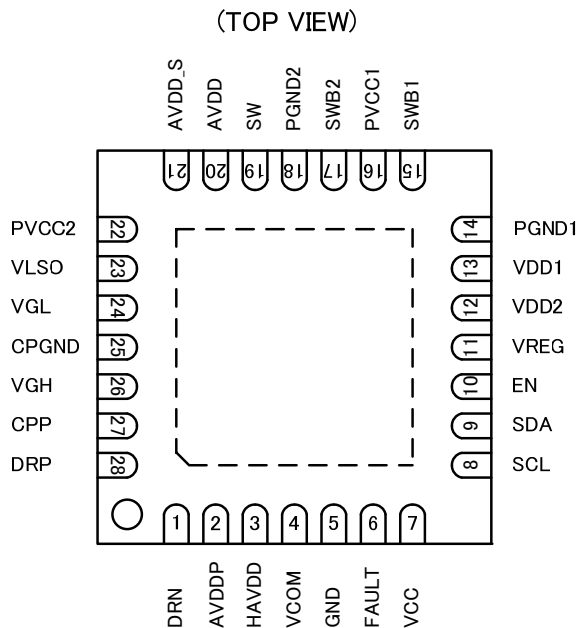 (TOP VIEW)
AVDD_S
AVDD
SW
PGND2
SWB2
PVCC1
SWB1
21
20
19
18
17
16
15
PVCC2
22
14
PGND1
VLSO
23
13
VDD1
VGL
24
12
VDD2
CPGND
25
11
VREG
VGH
26
10
EN
CPP
27
9
SDA
DRP
28
8
SCL
1
2
3
4
5
6
7
DRN
AVDDP
HAVDD
VCOM
GND
FAULT
VCC